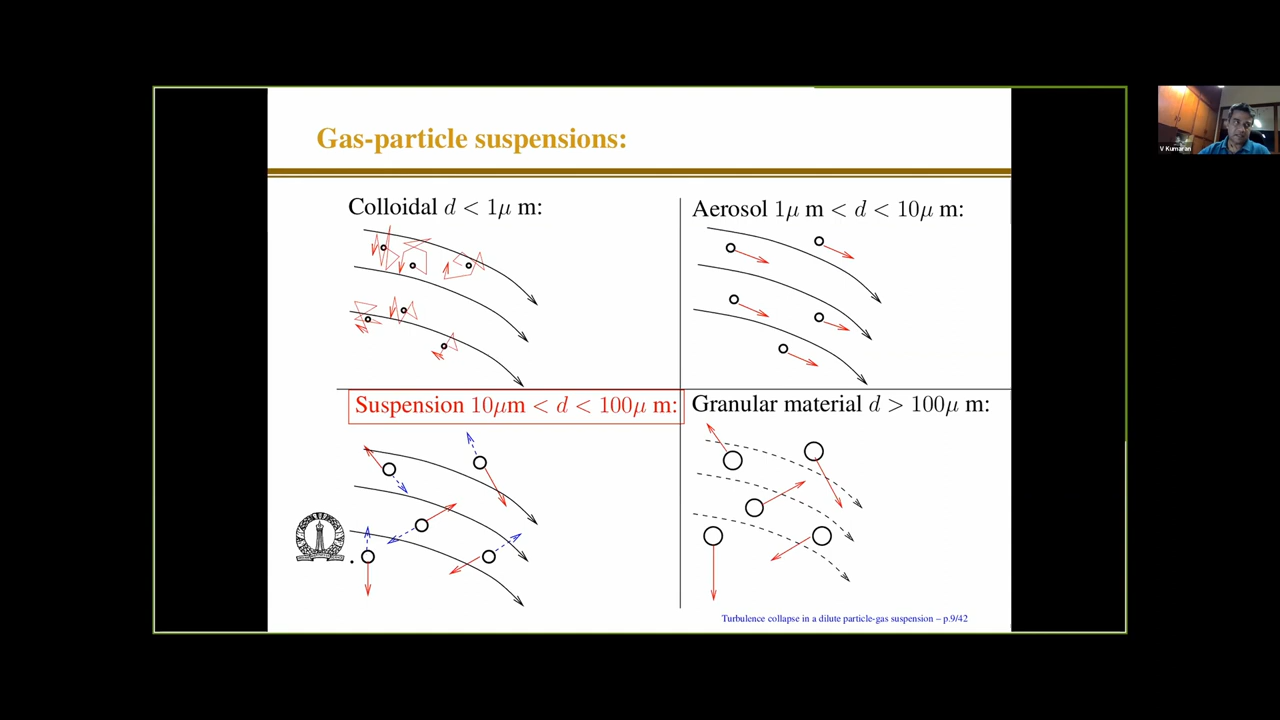 Gas-particle suspensions:
Colloidal d < 1μ m:
Aerosol 1μ m < d < 10μ m:
Suspension 10μm < d < 100μ m:
Granular material d > 100μ m:
Turbulence collapse in a dilute particle-gas suspension – p.9/42
V Kumaran